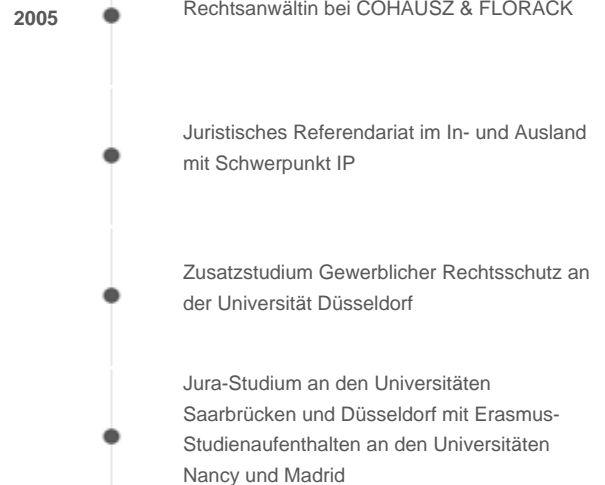 2005
Rechtsanwältin bei COHAUSZ & FLORACK
Juristisches Referendariat im In- und Ausland
mit Schwerpunkt IP
Zusatzstudium Gewerblicher Rechtsschutz an
der Universität Düsseldorf
Jura-Studium an den Universitäten
Saarbrücken und Düsseldorf mit Erasmus-
Studienaufenthalten an den Universitäten
Nancy und Madrid